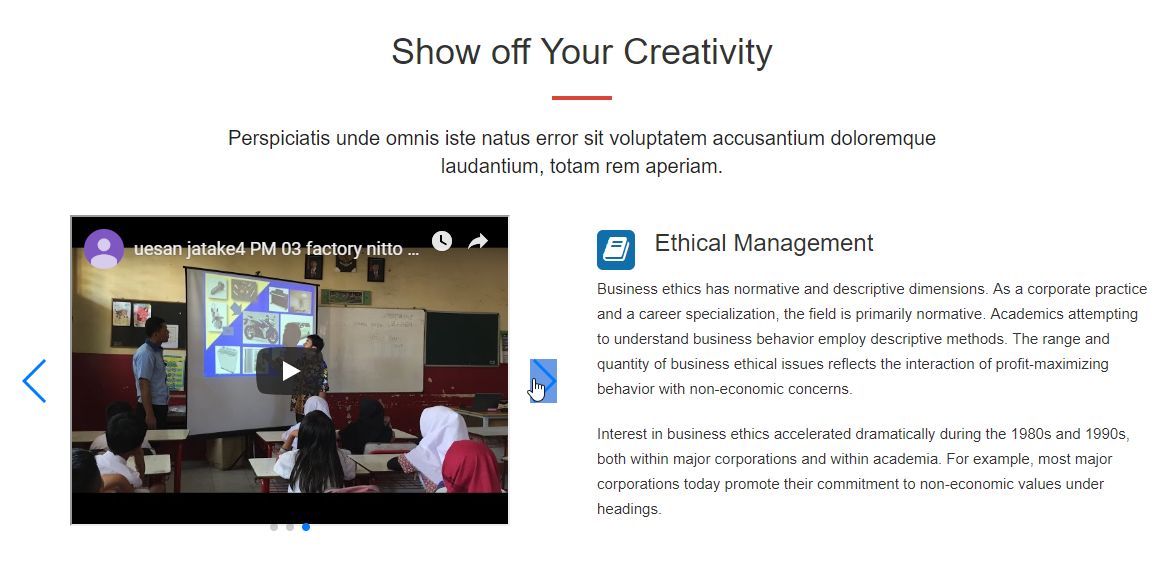 Show off Your Creativity
Perspiciatis unde omnis iste natus error sit voluptatem accusantium doloremque
laudantium, totam rem aperiam.
uesan jatake4 PM 03 factory nitto ...
Ethical Management
Business ethics has normative and descriptive dimensions. As a corporate practice
and a career specialization, the field is primarily normative. Academics attempting
to understand business behavior employ descriptive methods. The range and
quantity of business ethical issues reflects the interaction of profit-maximizing
behavior with non-economic concerns.
Interest in business ethics accelerated dramatically during the 1980s and 1990s,
both within major corporations and within academia. For example, most major
corporations today promote their commitment to non-economic values under
headings.